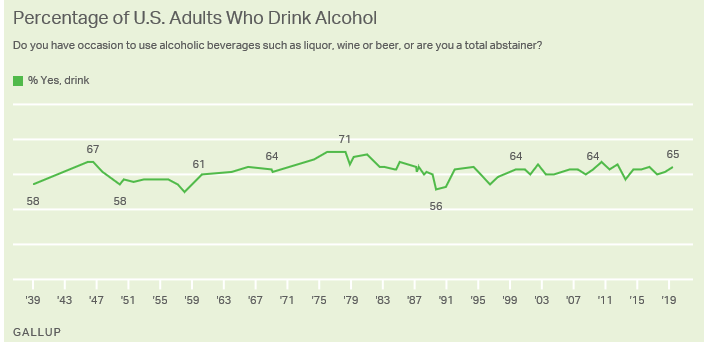 Percentage of U.S. Adults Who Drink Alcohol
Do you have occasion to use alcoholic beverages such as liquor, wine or beer, or are you a total abstainer?
% Yes, drink
58
67
58
61
64
71
56
64
64
65
'39 '43 '47 '51 '55 '59 '63 '67 '71 '75 '79 '83 '87 '91 '95 '99 '03 '07 '11 '15 '19
GALLUP